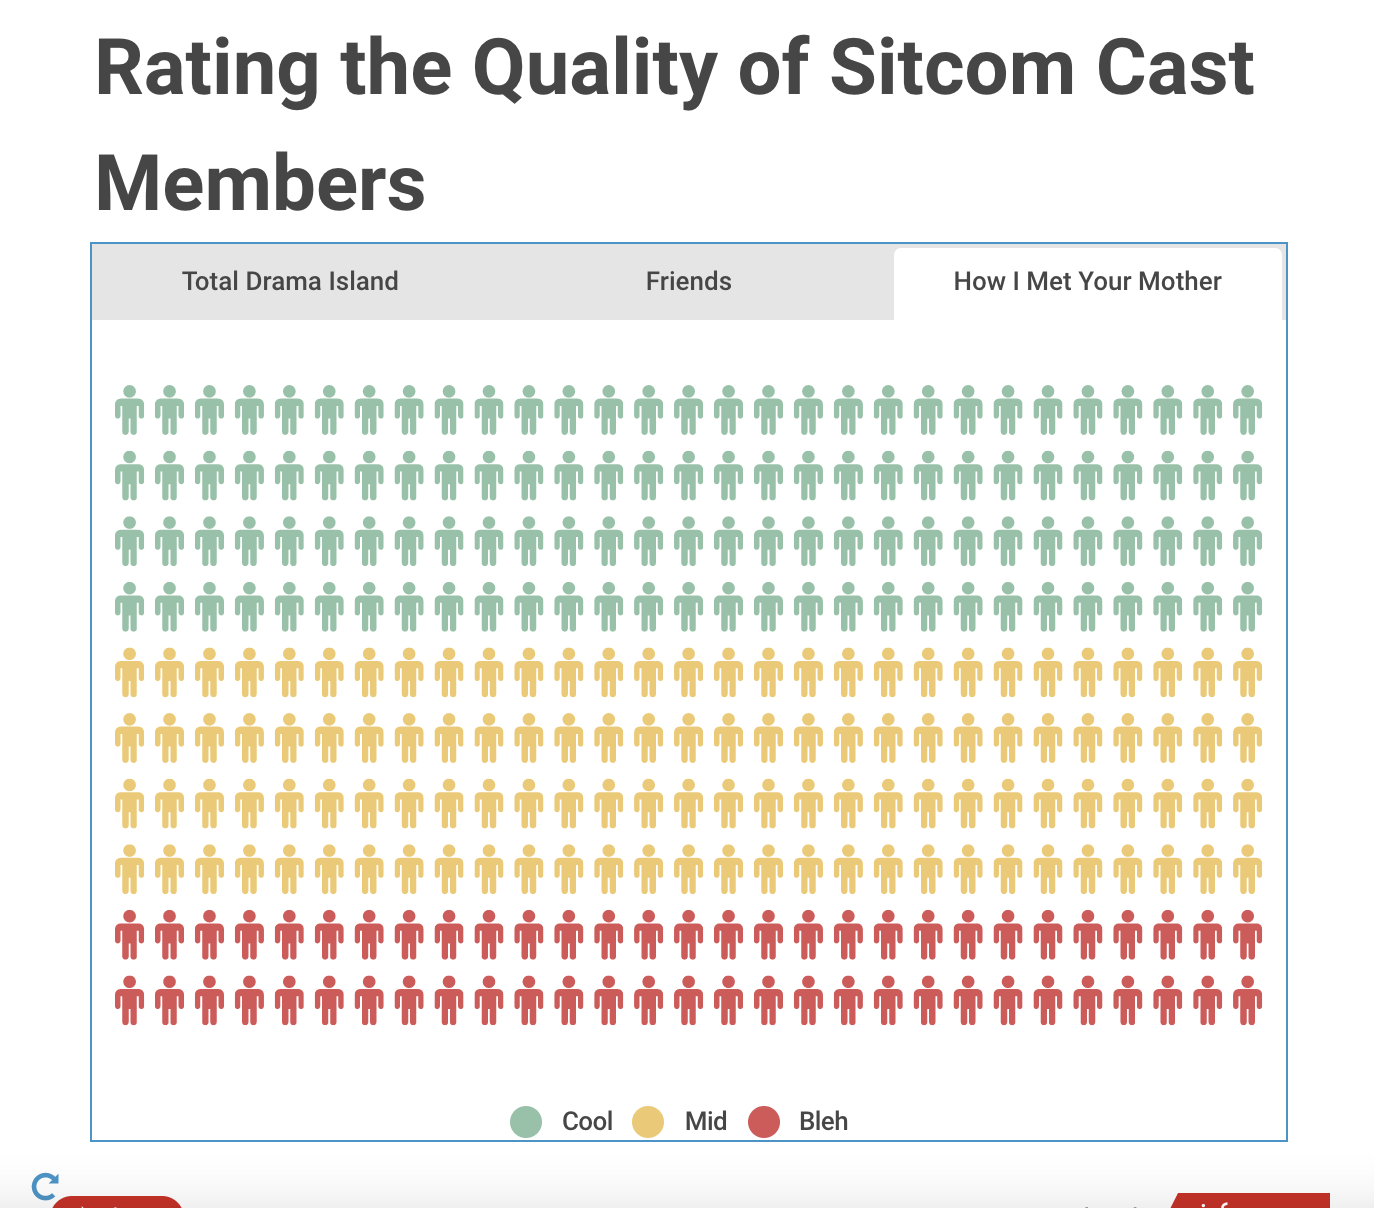 Rating the Quality of Sitcom Cast
Members
Total Drama Island
Friends
How I Met Your Mother
Cool
Mid
Bleh